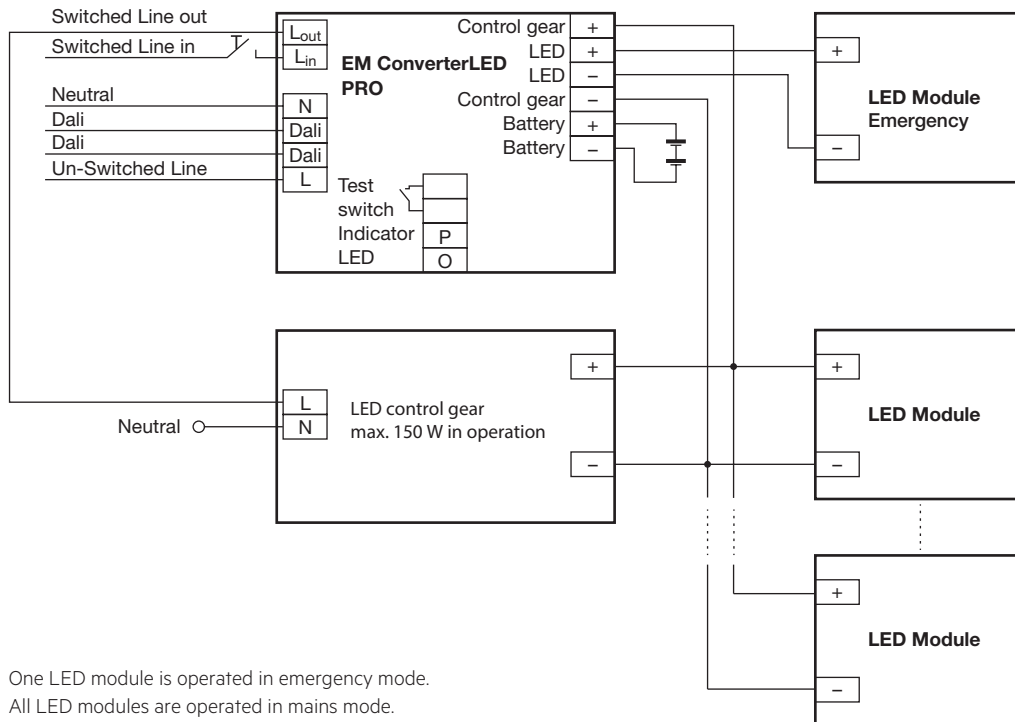 Switched Line out
Switched Line in
Neutral
Dali
Dali
Un-Switched Line
Lout
Lin
N
Dali
Dali
L
EM ConverterLED
PRO
Test
switch
Indicator
LED
P
O
Control gear +
LED +
LED –
Control gear –
Battery +
Battery –
+
–
LED Module
Emergency
Neutral
L
N
LED control gear
max. 150 W in operation
+
–
+
–
LED Module
+
–
LED Module
One LED module is operated in emergency mode.
All LED modules are operated in mains mode.